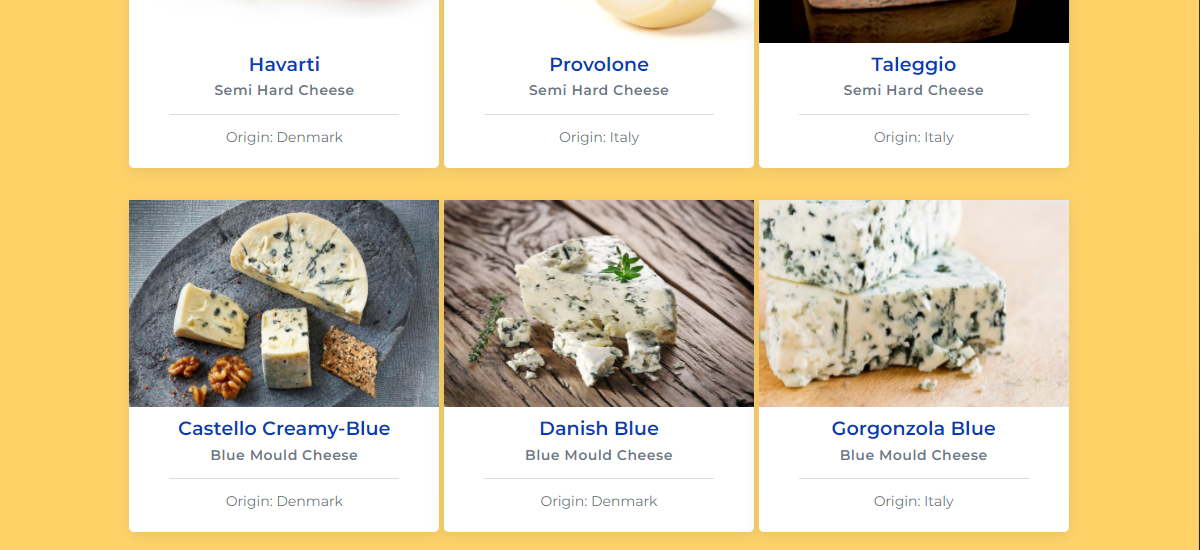 Havarti
Semi Hard Cheese
Origin: Denmark
Provolone
Semi Hard Cheese
Origin: Italy
Taleggio
Semi Hard Cheese
Origin: Italy
Castello Creamy-Blue
Blue Mould Cheese
Origin: Denmark
Danish Blue
Blue Mould Cheese
Origin: Denmark
Gorgonzola Blue
Blue Mould Cheese
Origin: Italy